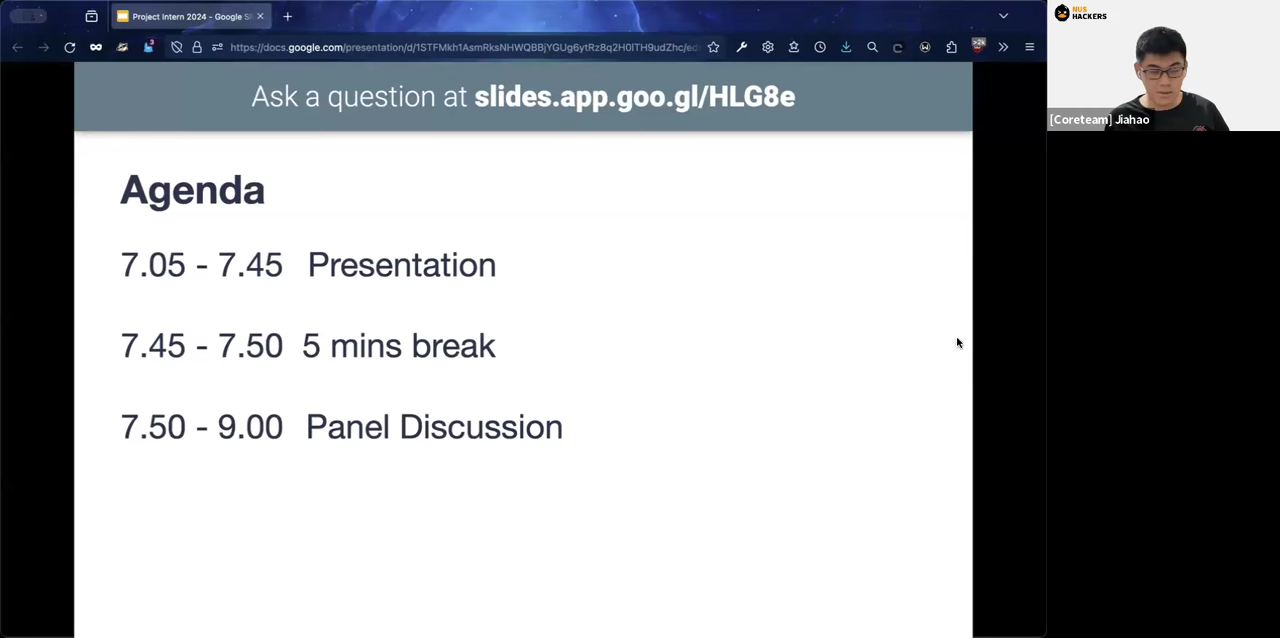 Project Intern 2024 - Google Sl
https://docs.google.com/presentation/d/1STFMkh1AsmRksNHWQBBjYGUg6ytRz8q2H0lTH9udZhc/ed
NUS
HACKERS
[Coreteam] Jiahao
Ask a question at slides.app.goo.gl/HLG8e
Agenda
7.05 - 7.45 Presentation
7.45 - 7.50 5 mins break
7.50 - 9.00 Panel Discussion